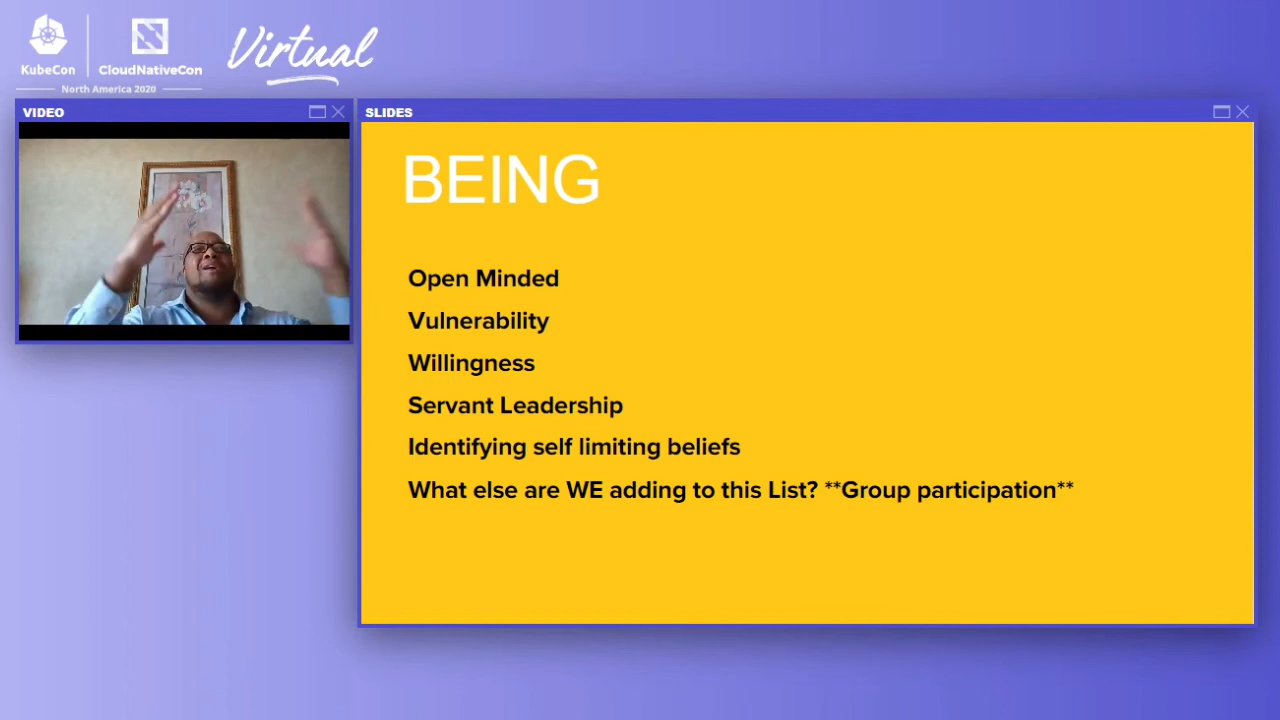 KubeCon
CloudNativeCon
Virtual
North America 2020
VIDEO
SLIDES
BEING
Open Minded
Vulnerability
Willingness
Servant Leadership
Identifying self limiting beliefs
What else are WE adding to this List? **Group participation**